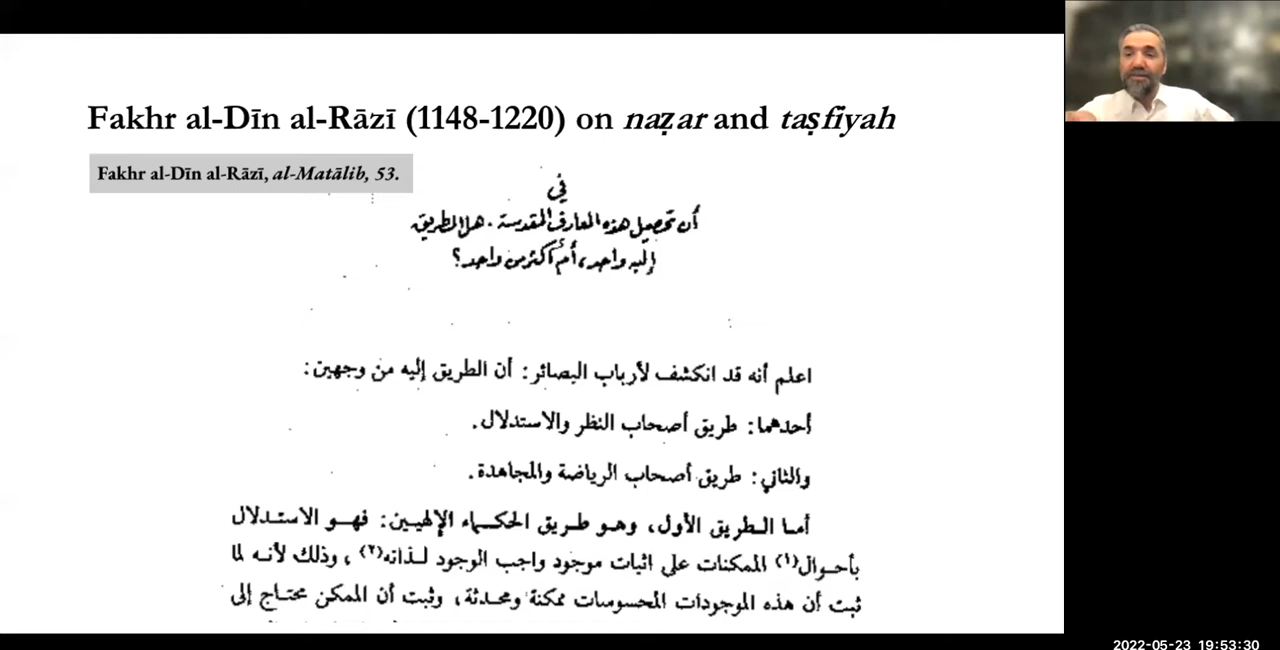 Fakhr al-Dīn al-Rāzī (1148-1220) on naẓar and taṣfiyah
Fakhr al-Dīn al-Rāzī, al-Matālib, 53.
في
أن تحصيل هذه المعارف المقدسة . هل الطريق
إليه واحد ، أم أكثر من واحد ؟
اعلم أنه قد انكشف لأرباب البصائر : أن الطريق إليه من وجهين :
أحدهما : طريق أصحاب النظر والاستدلال .
والثاني : طريق أصحاب الرياضة والمجاهدة .
أما الطريق الأول ، وهو طريق الحكماء الإلهيين : فهو الاستدلال
بأحوال (١) الممكنات على اثبات موجود واجب الوجود لذاته (٢) ، وذلك لأنه لما
ثبت أن هذه الموجودات المحسوسات ممكنة ومحدثة ، وثبت أن الممكن محتاج إلى
2022-05-23 19:53:30